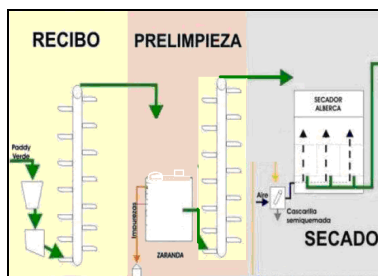 RECIBO
PRELIMPIEZA
SECADOR
ALBERCA
Paddy
Verde
Impurezas
Aire
Cascarilla
semiquemada
ZARANDA
SECADO